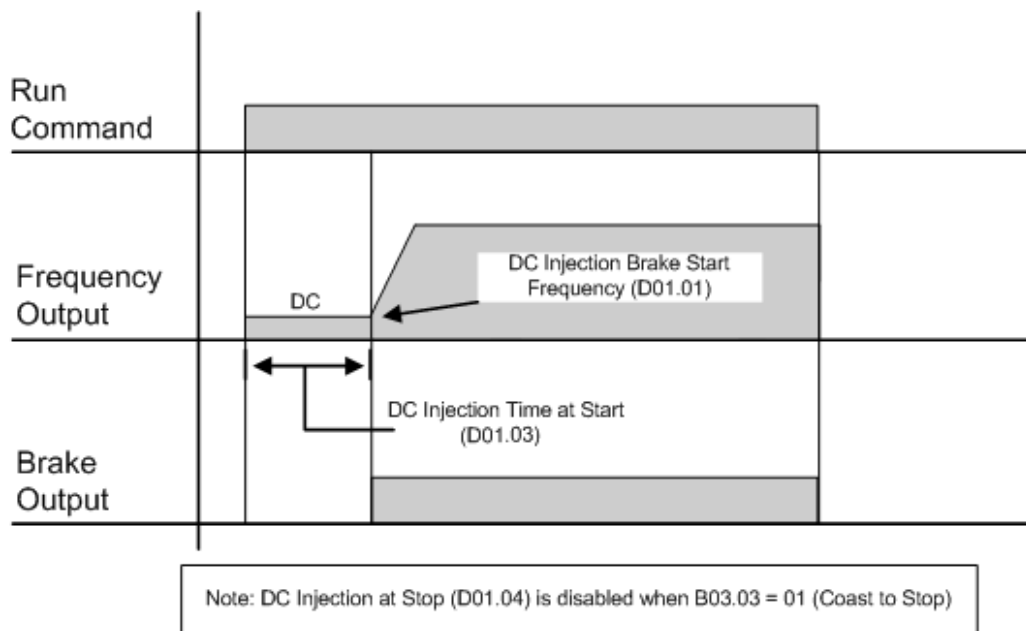 Run
Command
Frequency
Output
DC
DC Injection Brake Start
Frequency (D01.01)
DC Injection Time at Start
(D01.03)
Brake
Output
Note: DC Injection at Stop (D01.04) is disabled when B03.03 = 01 (Coast to Stop)